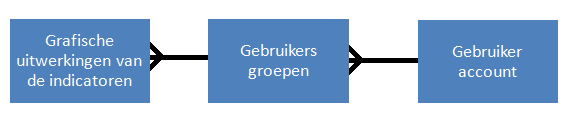 Grafische
uitwerkingen van
de indicatoren
Gebruikers
groepen
Gebruiker
account